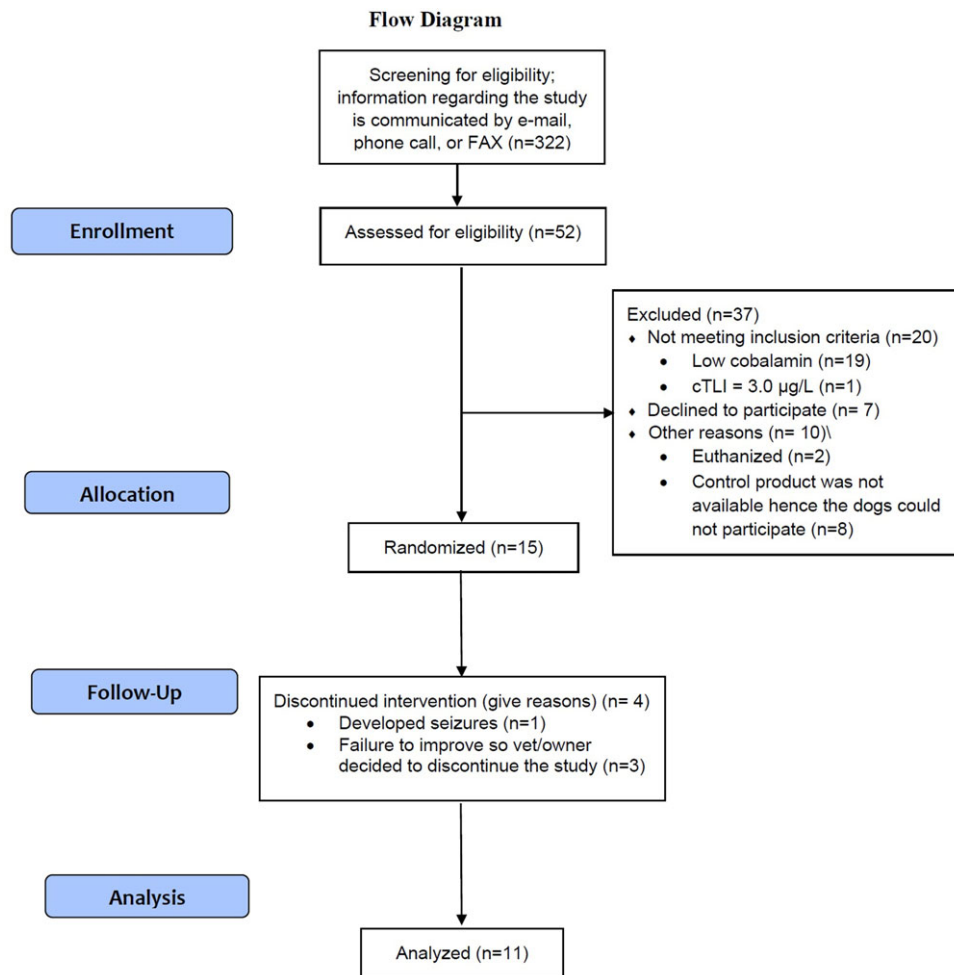 Flow Diagram
Screening for eligibility;
information regarding the study
is communicated by e-mail,
phone call, or FAX (n=322)
Enrollment
Assessed for eligibility (n=52)
Excluded (n=37)
♦ Not meeting inclusion criteria (n=20)
• Low cobalamin (n=19)
• cTLI = 3.0 µg/L (n=1)
♦ Declined to participate (n= 7)
♦ Other reasons (n= 10)\
• Euthanized (n=2)
• Control product was not
available hence the dogs could
not participate (n=8)
Allocation
Randomized (n=15)
Follow-Up
Discontinued intervention (give reasons) (n= 4)
• Developed seizures (n=1)
• Failure to improve so vet/owner
decided to discontinue the study (n=3)
Analysis
Analyzed (n=11)